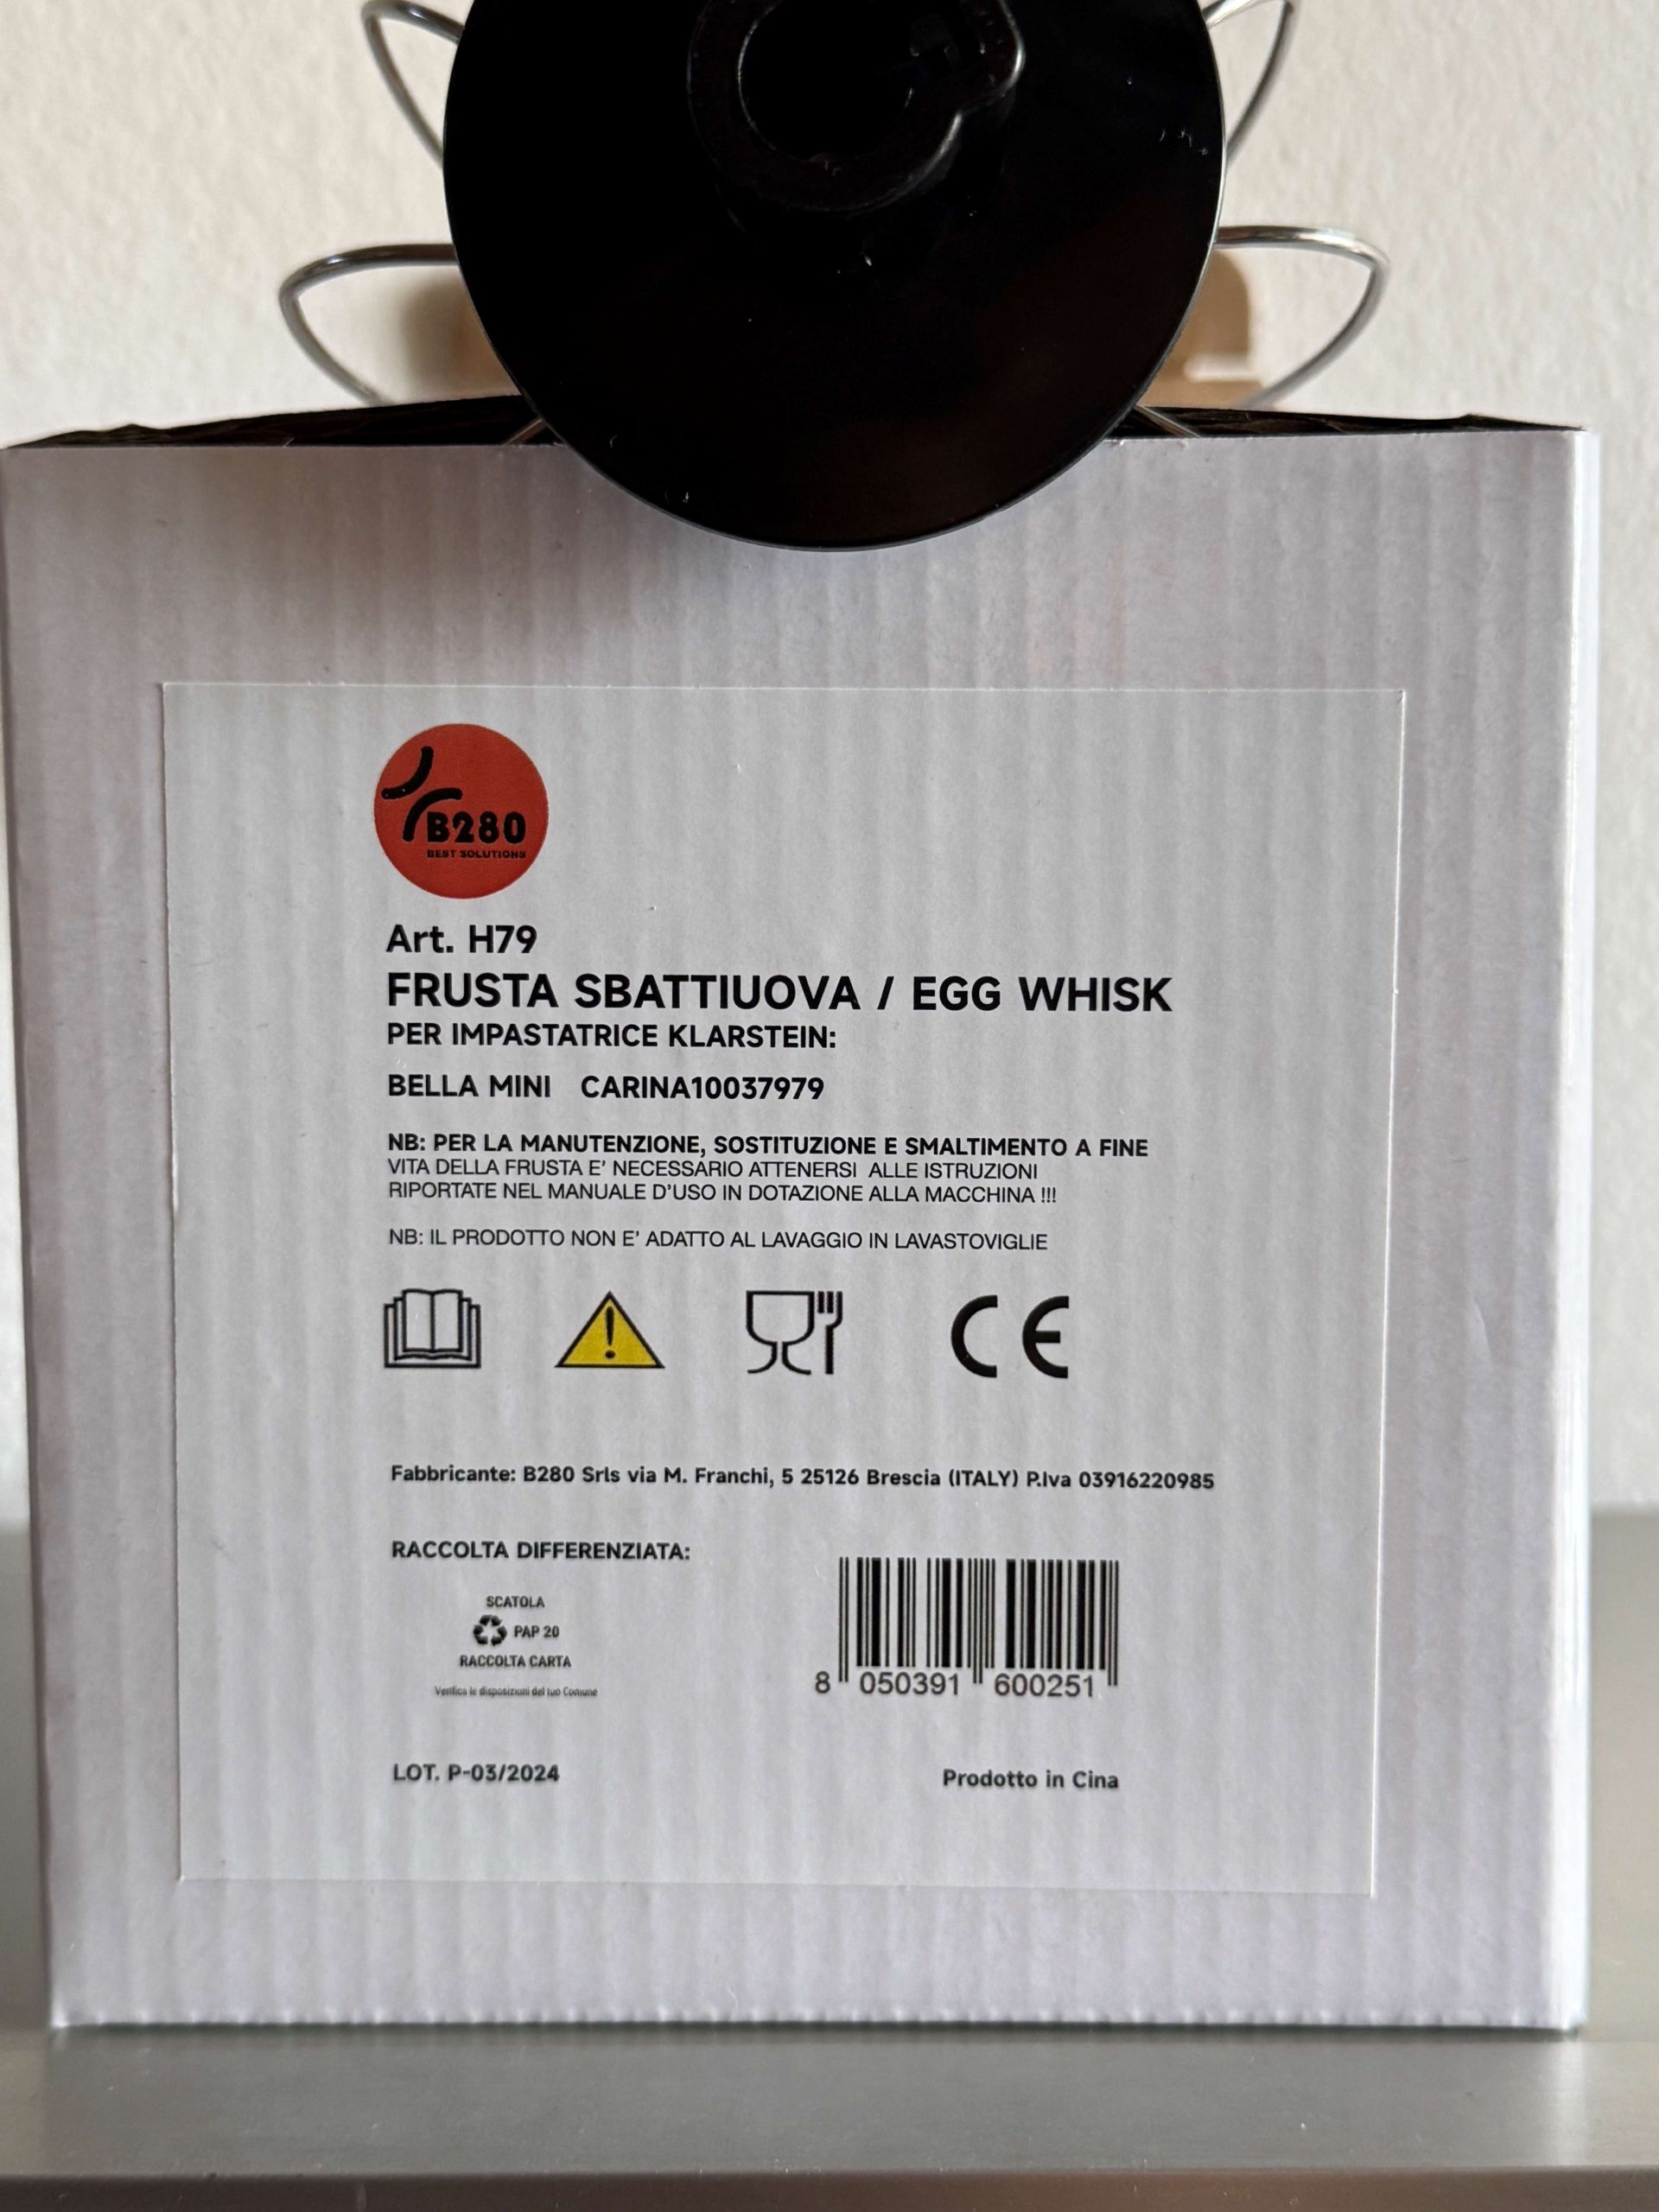 B280
BEST SOLUTIONS
Art. H79
FRUSTA SBATTIUOVA / EGG WHISK
PER IMPASTATRICE KLARSTEIN:
BELLA MINI CARINA10037979
NB: PER LA MANUTENZIONE, SOSTITUZIONE E SMALTIMENTO A FINE
VITA DELLA FRUSTA E' NECESSARIO ATTENERSI ALLE ISTRUZIONI
RIPORTATE NEL MANUALE D'USO IN DOTAZIONE ALLA MACCHINA !!!
NB: IL PRODOTTO NON E' ADATTO AL LAVAGGIO IN LAVASTOVIGLIE
CE
Fabbricante: B280 Srls via M. Franchi, 5 25126 Brescia (ITALY) P.Iva 03916220985
RACCOLTA DIFFERENZIATA:
SCATOLA
PAP 20
RACCOLTA CARTA
Verifica le disposizioni del tuo Comune
8 050391 600251
LOT. P-03/2024
Prodotto in Cina